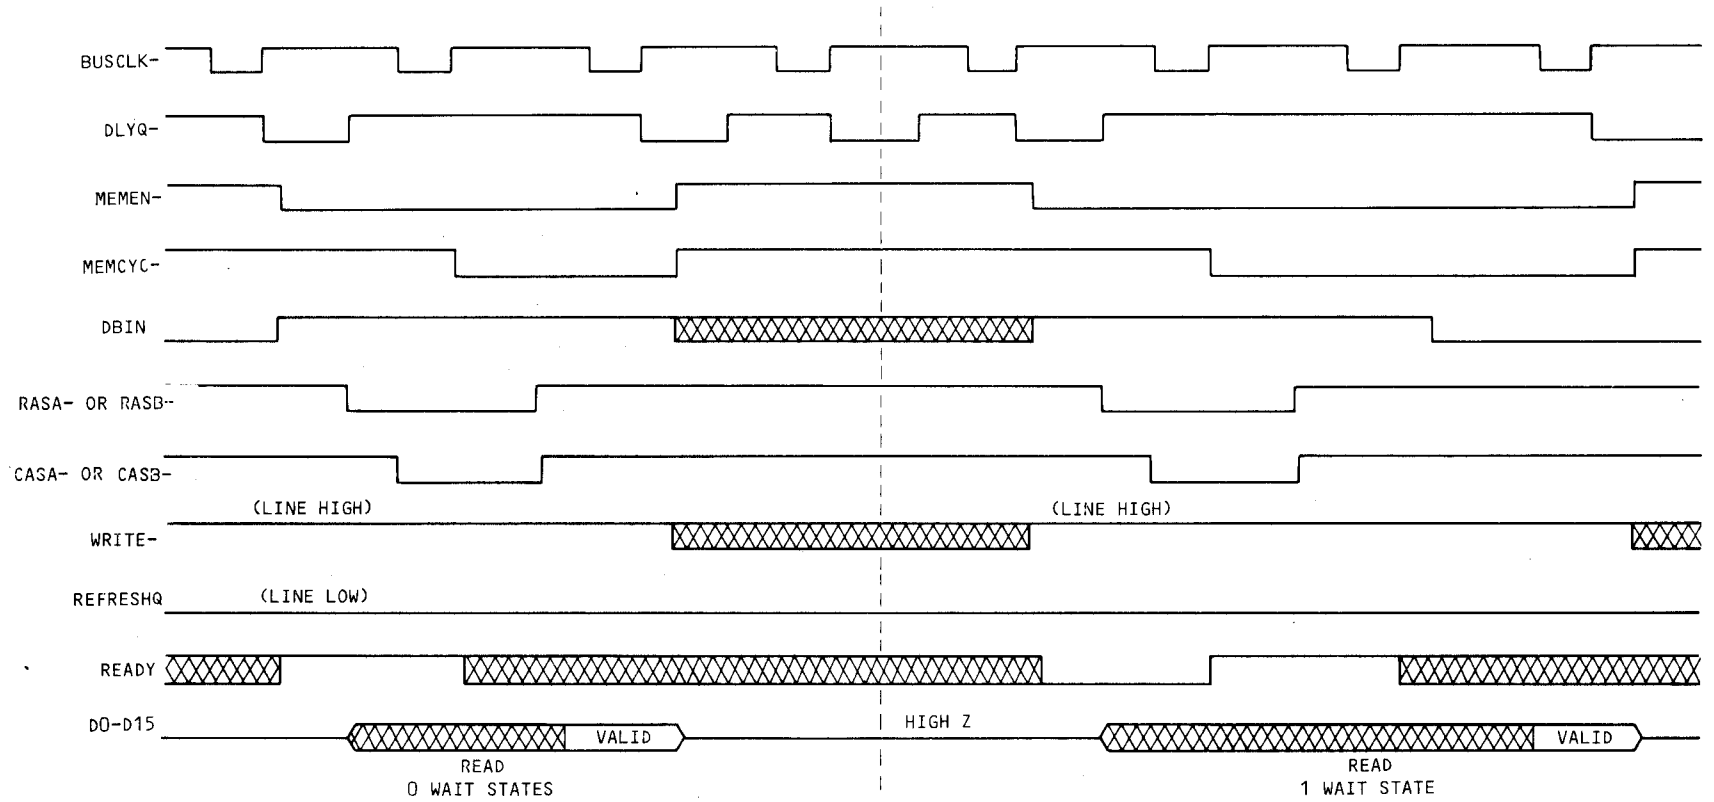 BUSCLK-
DLYQ-
MEMEN-
MEMCYC-
DBIN
RASA- OR RASB-
CASA- OR CASB-
(LINE HIGH) (LINE HIGH)
WRITE-
REFRESHQ (LINE LOW)
READY
D0-D15 HIGH Z
VALID VALID
READ READ
0 WAIT STATES 1 WAIT STATE